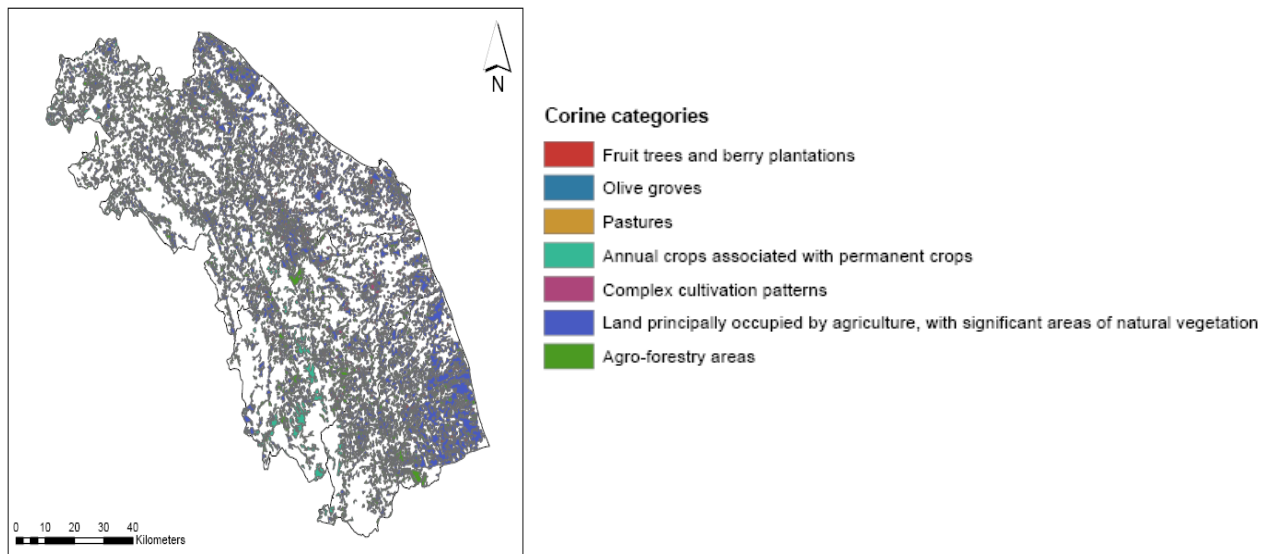 N
0 10 20 30 40
Kilometers
Corine categories
Fruit trees and berry plantations
Olive groves
Pastures
Annual crops associated with permanent crops
Complex cultivation patterns
Land principally occupied by agriculture, with significant areas of natural vegetation
Agro-forestry areas